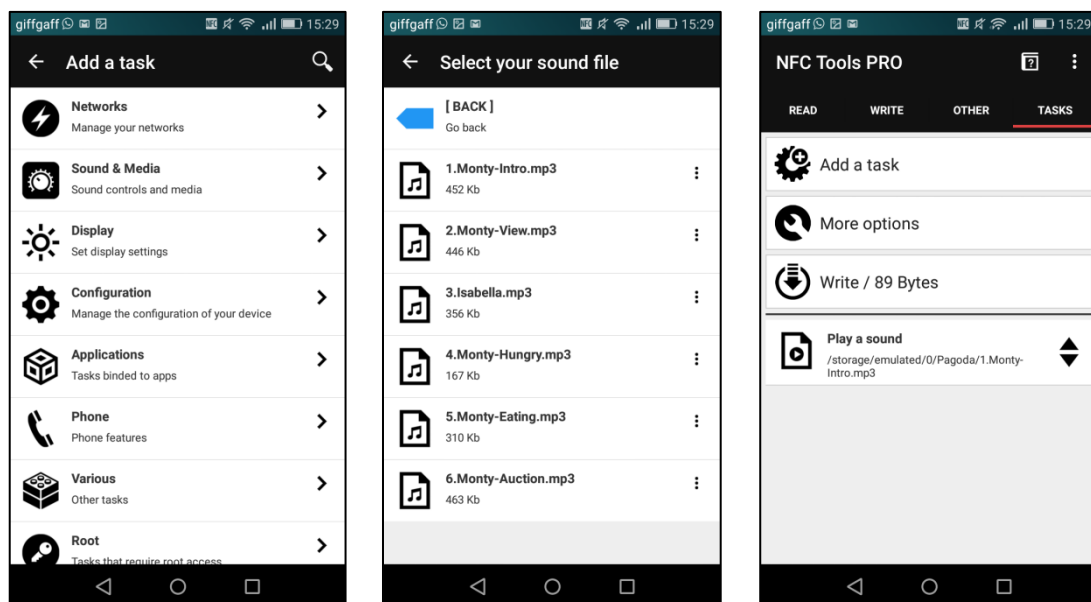 giffgaff 15:29
Add a task
Networks
Manage your networks
Sound & Media
Sound controls and media
Display
Set display settings
Configuration
Manage the configuration of your device
Applications
Tasks binded to apps
Phone
Phone features
Various
Other tasks
Root
Tasks that require root access
giffgaff 15:29
Select your sound file
[ BACK ]
Go back
1.Monty-Intro.mp3
452 Kb
2.Monty-View.mp3
446 Kb
3.Isabella.mp3
356 Kb
4.Monty-Hungry.mp3
167 Kb
5.Monty-Eating.mp3
310 Kb
6.Monty-Auction.mp3
463 Kb
giffgaff 15:29
NFC Tools PRO
READ WRITE OTHER TASKS
Add a task
More options
Write / 89 Bytes
Play a sound
/storage/emulated/0/Pagoda/1.Monty-
Intro.mp3